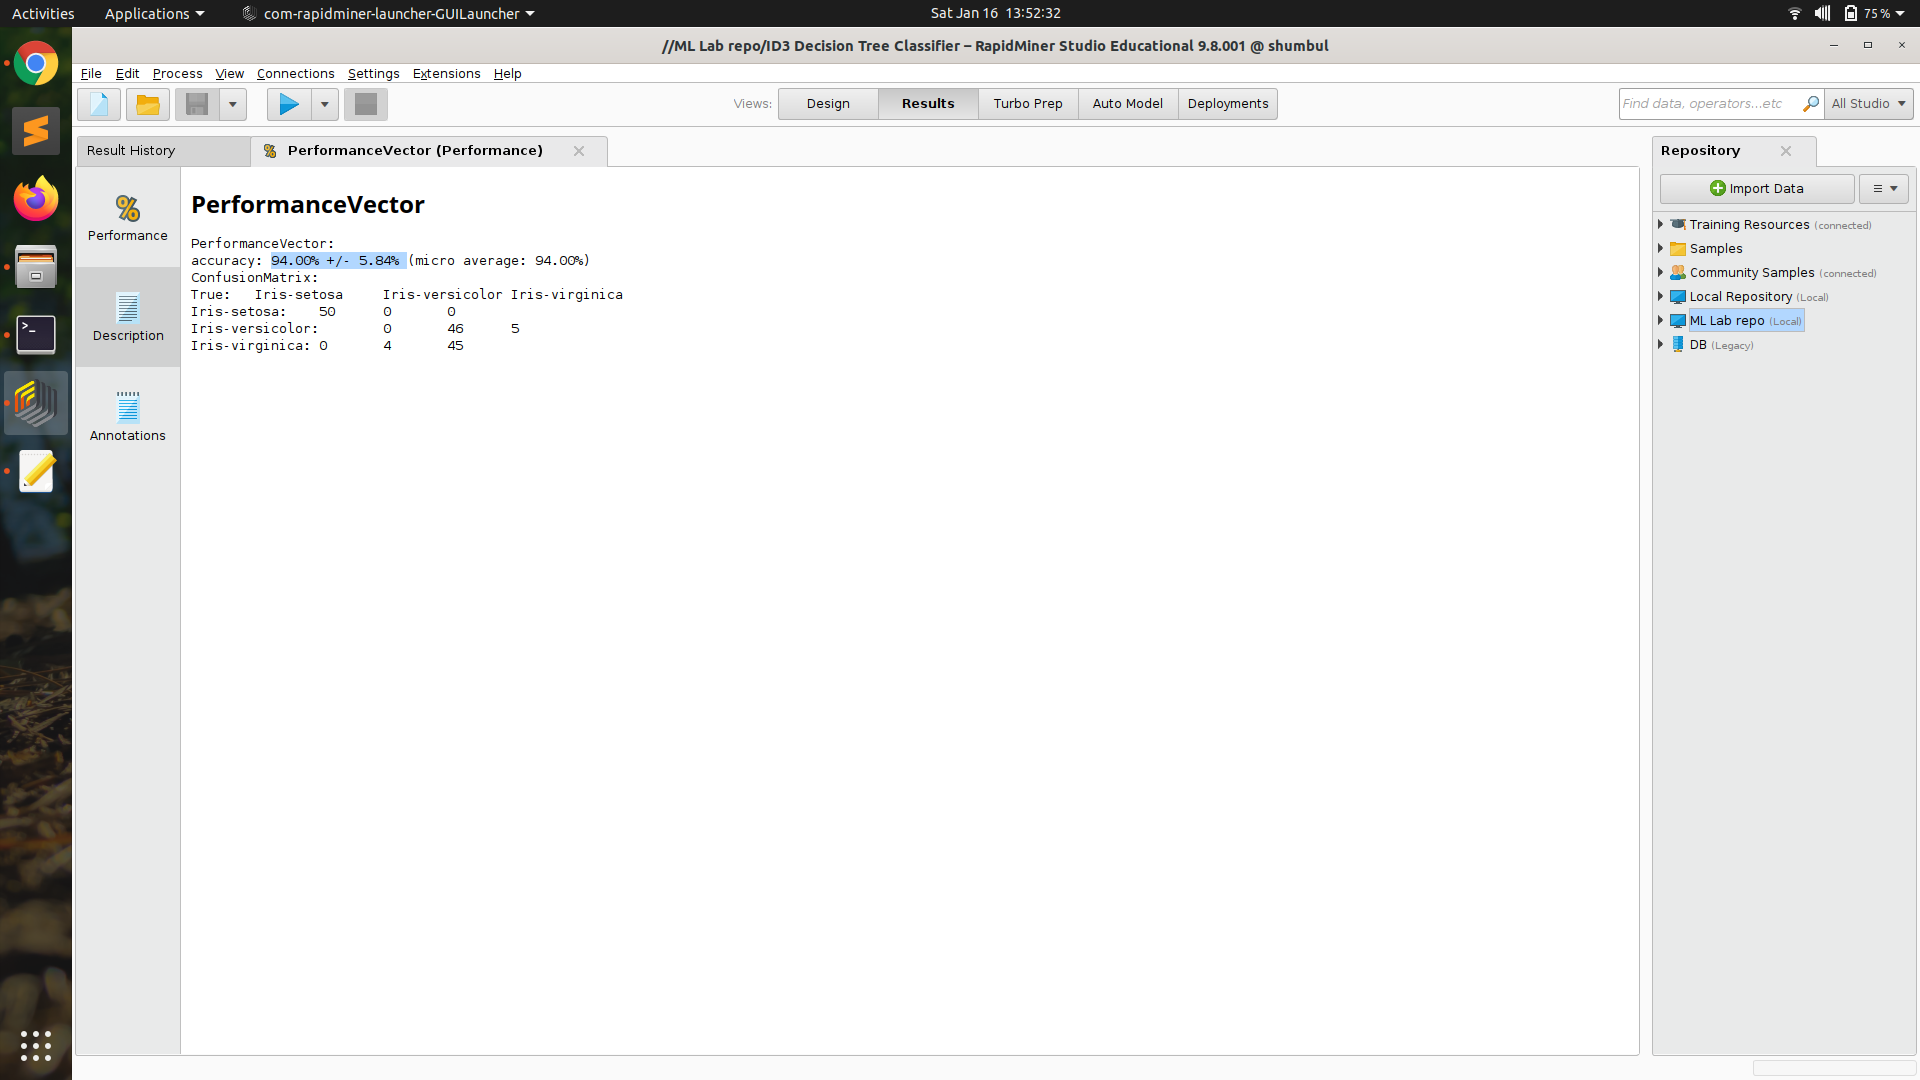 Activities Applications com-rapidminer-launcher-GUILauncher Sat Jan 16 13:52:32 75%
//ML Lab repo/ID3 Decision Tree Classifier – RapidMiner Studio Educational 9.8.001 @ shumbul
File Edit Process View Connections Settings Extensions Help
Views: Design Results Turbo Prep Auto Model Deployments Find data, operators...etc All Studio
Result History PerformanceVector (Performance)
Performance
Description
Annotations
PerformanceVector
PerformanceVector:
accuracy: 94.00% +/- 5.84% (micro average: 94.00%)
ConfusionMatrix:
True: Iris-setosa Iris-versicolor Iris-virginica
Iris-setosa: 50 0 0
Iris-versicolor: 0 46 5
Iris-virginica: 0 4 45
Repository
Import Data
Training Resources (connected)
Samples
Community Samples (connected)
Local Repository (Local)
ML Lab repo (Local)
DB (Legacy)